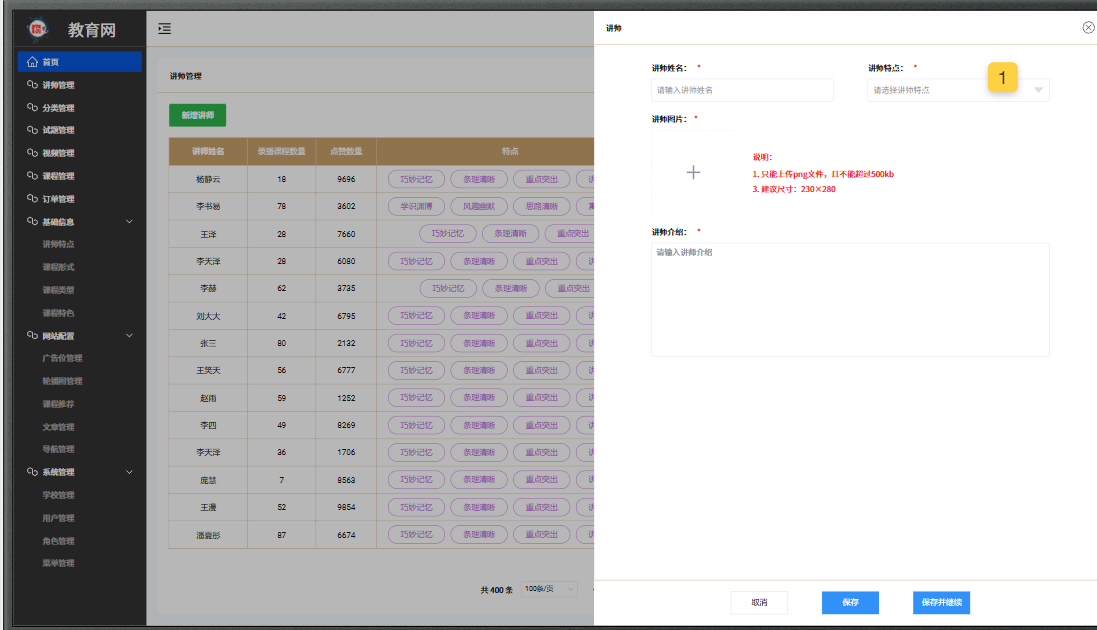 教育网
首页
讲师管理
分类管理
试题管理
视频管理
课程管理
订单管理
基础信息
讲师特点
课程形式
课程类型
课程特色
网站配置
广告位管理
轮播图管理
课程推荐
文章管理
导航管理
系统管理
学校管理
用户管理
角色管理
菜单管理
讲师管理
新增讲师
讲师姓名 录播课程数量 点赞数量 特点
杨静云 18 9696 巧妙记忆 条理清晰 重点突出
李书易 78 3602 学识渊博 风趣幽默 思路清晰
王泽 28 7660 巧妙记忆 条理清晰 重点突出
李天泽 28 6080 巧妙记忆 条理清晰 重点突出
李赫 62 3735 巧妙记忆 条理清晰 重点突出
刘大大 42 6795 巧妙记忆 条理清晰 重点突出
张三 80 2132 巧妙记忆 条理清晰 重点突出
王笑天 56 6777 巧妙记忆 条理清晰 重点突出
赵雨 59 1252 巧妙记忆 条理清晰 重点突出
李四 49 8269 巧妙记忆 条理清晰 重点突出
李天泽 36 1706 巧妙记忆 条理清晰 重点突出
庞慧 7 8563 巧妙记忆 条理清晰 重点突出
王漫 52 9854 巧妙记忆 条理清晰 重点突出
87 6674 巧妙记忆 条理清晰 重点突出
共 400 条 100条/页
讲师
讲师姓名： * 讲师特点： *
请输入讲师姓名 请选择讲师特点 1
讲师图片： *
说明：
1. 只能上传png文件，且不能超过500kb
3. 建议尺寸：230×280
讲师介绍： *
请输入讲师介绍
取消 保存 保存并继续